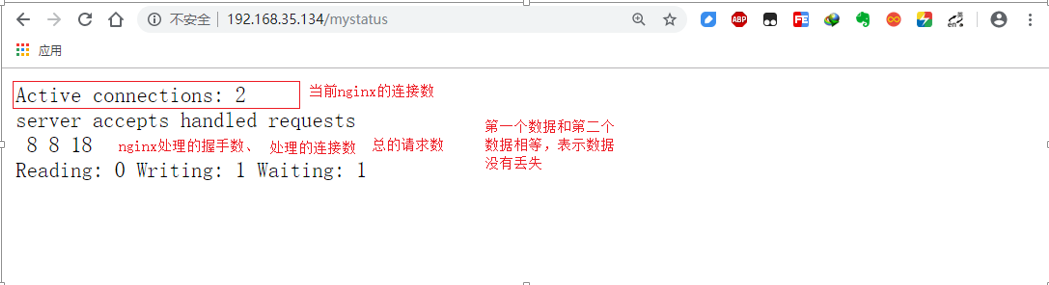 不安全 192.168.35.134/mystatus
ABP
FE
en
应用
Active connections: 2
当前nginx的连接数
server accepts handled requests
8 8 18
nginx处理的握手数、 处理的连接数 总的请求数
第一个数据和第二个
数据相等，表示数据
没有丢失
Reading: 0 Writing: 1 Waiting: 1